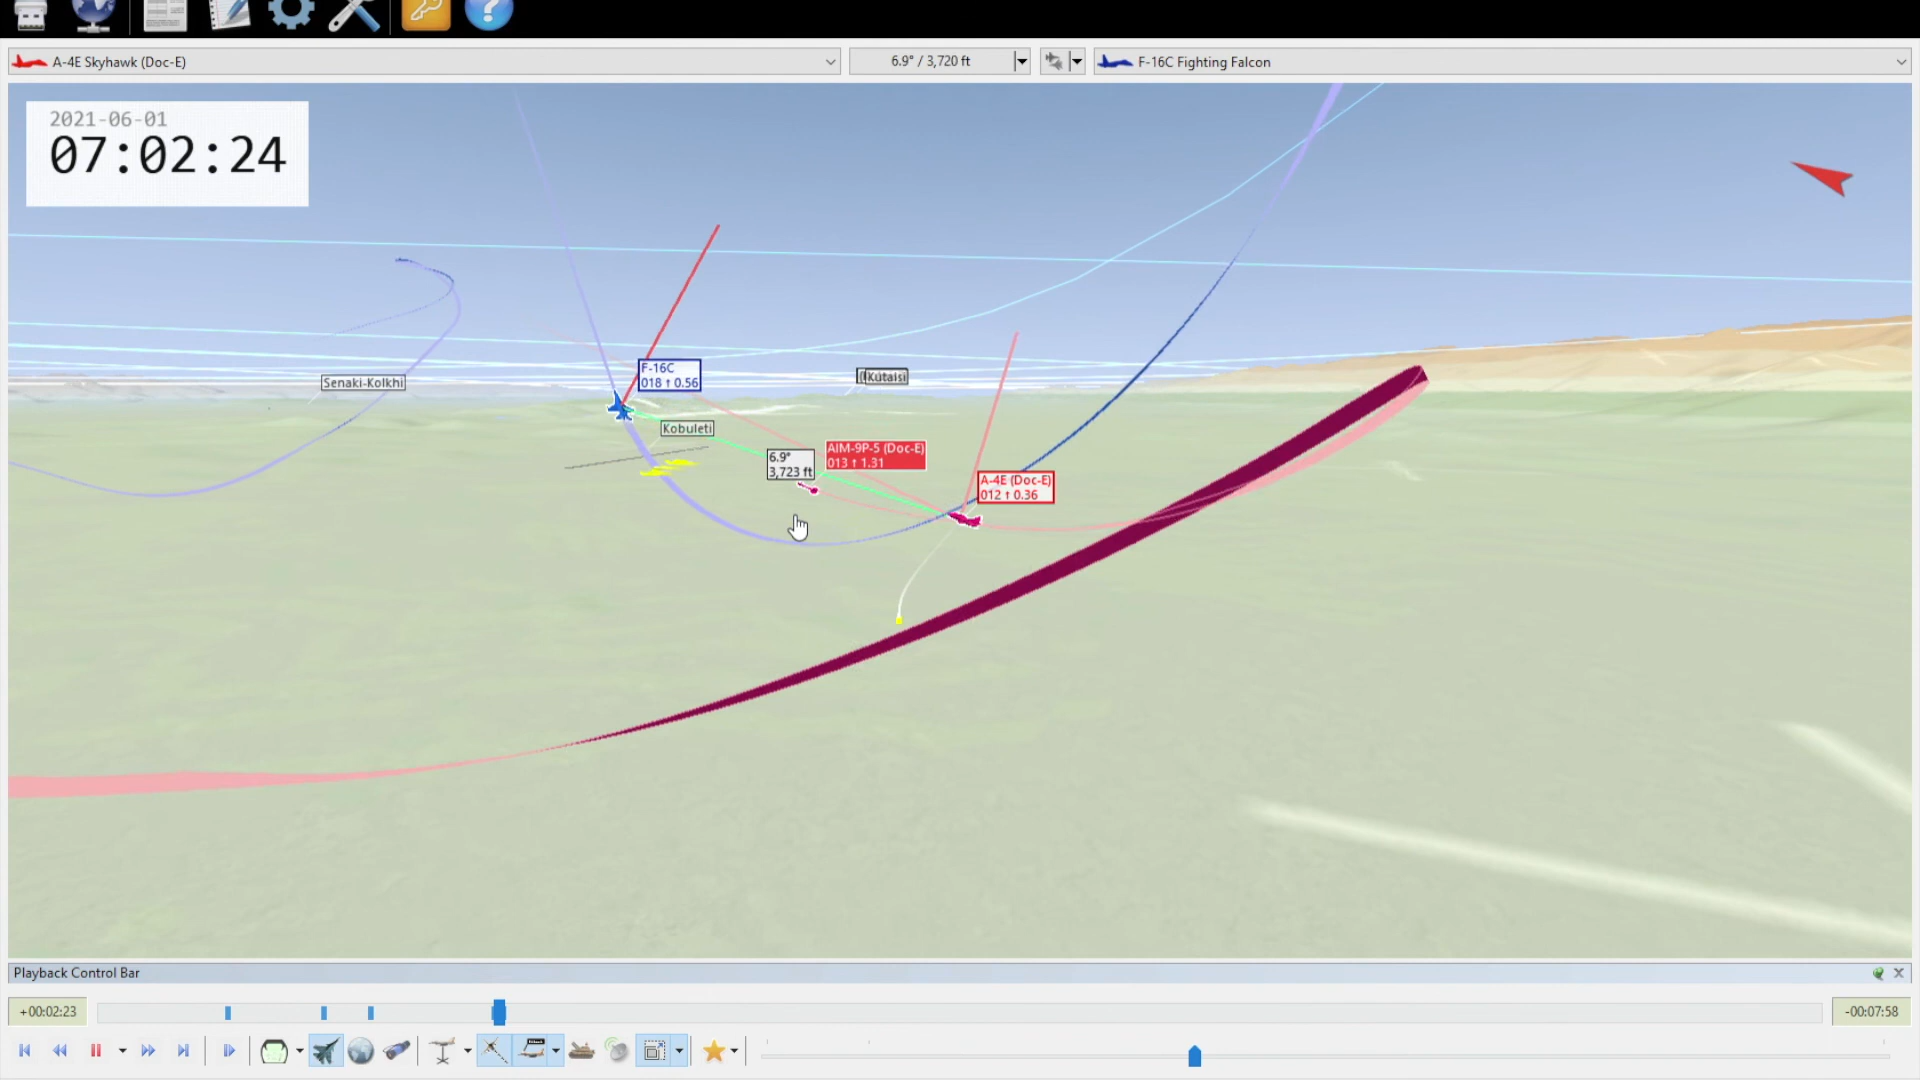 A-4E Skyhawk (Doc-E)
6.9° / 3,720 ft
F-16C Fighting Falcon
2021-06-01
07:02:24
F-16C
018 ↑ 0.56
Senaki-Kolkhi
Kutaisi
Kobuleti
AIM-9P-5 (Doc-E)
013 ↑ 1.31
6.9°
3,723 ft
A-4E (Doc-E)
012 ↑ 0.36
Playback Control Bar
+00:02:23
-00:07:58